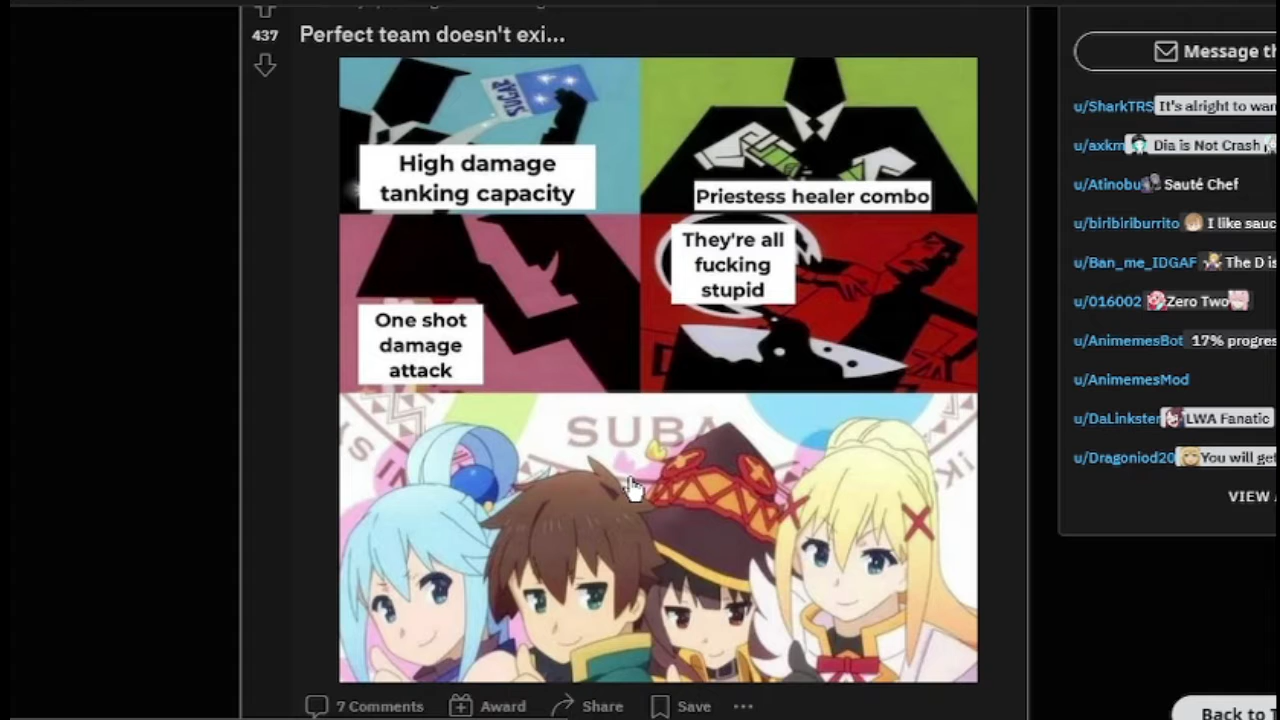 437
Perfect team doesn't exi...
SUGAR
High damage
tanking capacity
Priestess healer combo
They're all
fucking
stupid
One shot
damage
attack
SUBA
7 Comments
Award
Share
Save
Message th
u/SharkTRS It's alright to wan
u/axkm Dia is Not Crash
u/Atinobu Sauté Chef
u/biribiriburrito I like sauc
u/Ban_me_IDGAF The D is
u/016002 Zero Two
u/AnimemesBot 17% progres
u/AnimemesMod
u/DaLinkster LWA Fanatic
u/Dragoniod20 You will get
VIEW
Back to T